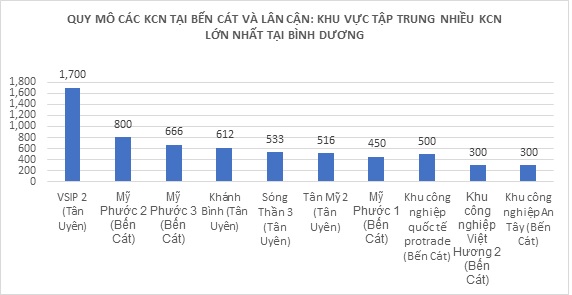 QUY MÔ CÁC KCN TẠI BẾN CÁT VÀ LÂN CẬN: KHU VỰC TẬP TRUNG NHIỀU KCN
LỚN NHẤT TẠI BÌNH DƯƠNG
1,800
1,600
1,400
1,200
1,000
800
600
400
200
0
1,700
800
666
612
533
516
450
500
300
300
VSIP 2
(Tân
Uyên)
Mỹ
Phước 2
(Bến
Cát)
Mỹ
Phước 3
(Bến
Cát)
Khánh
Bình (Tân
Uyên)
Sóng
Thần 3
(Tân
Uyên)
Tân Mỹ 2
(Tân
Uyên)
Mỹ
Phước 1
(Bến
Cát)
Khu công
nghiệp
quốc tế
protrade
(Bến Cát)
Khu
công
nghiệp
Việt
Hương 2
(Bến
Cát)
Khu công
nghiệp An
Tây (Bến
Cát)